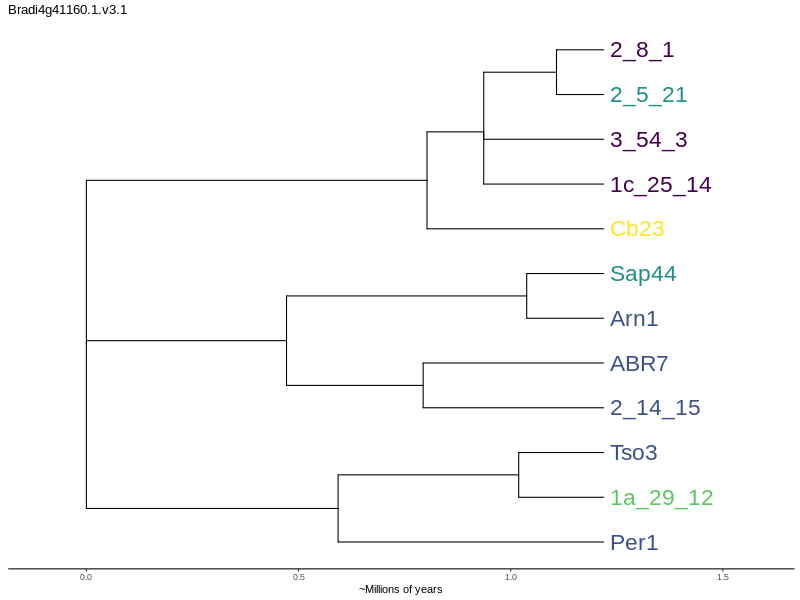 Bradi4g41160.1.v3.1
2_8_1
2_5_21
3_54_3
1c_25_14
Cb23
Sap44
Arn1
ABR7
2_14_15
Tso3
1a_29_12
Per1
0.0 0.5 1.0 1.5
~Millions of years